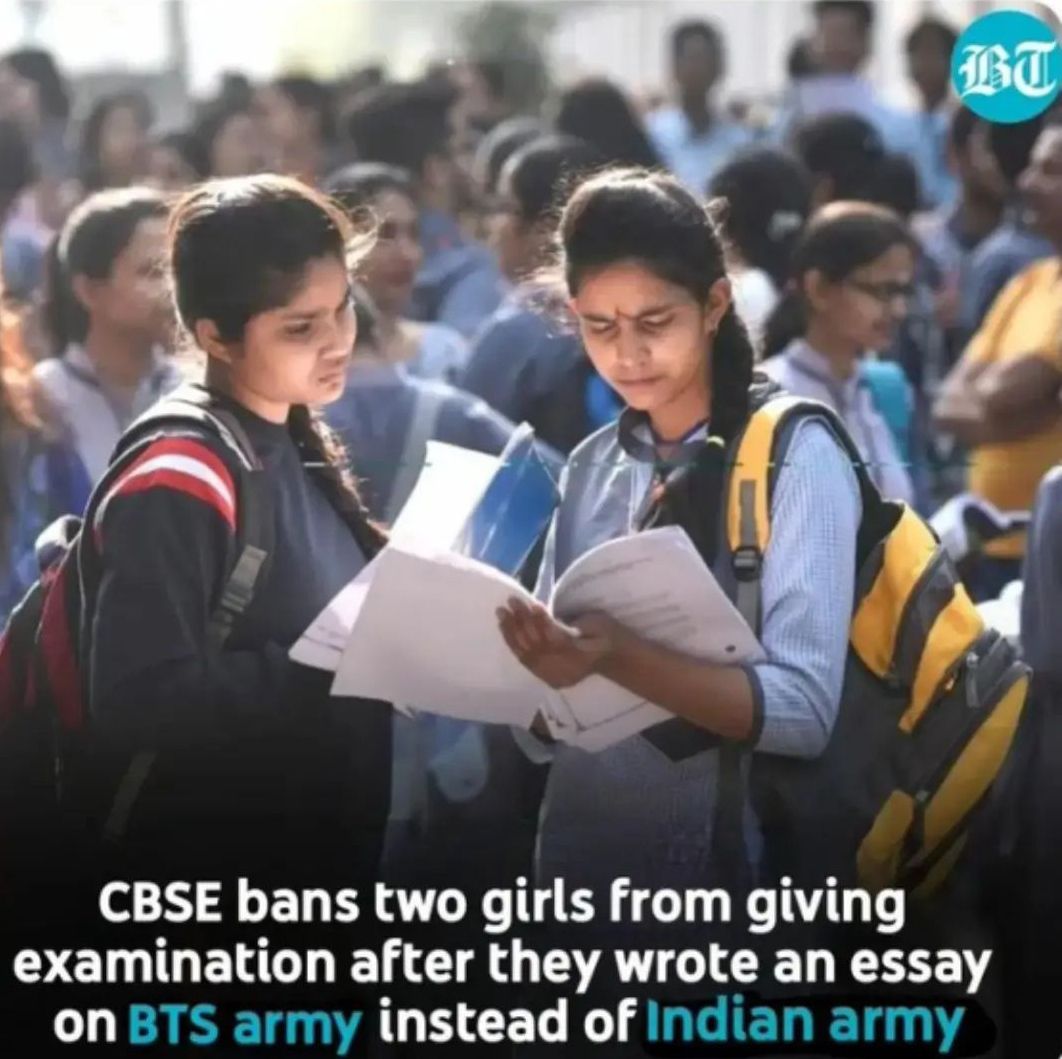 BT
CBSE bans two girls from giving
examination after they wrote an essay
on BTS army instead of Indian army